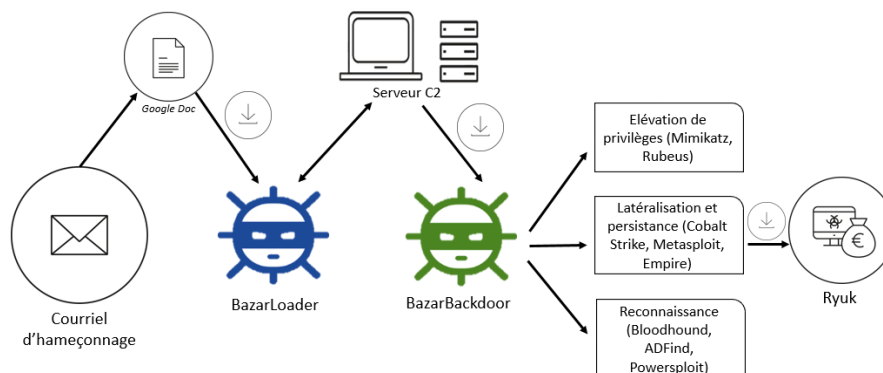 Google Doc
Serveur C2
Courriel
d'hameçonnage
BazarLoader
BazarBackdoor
Elévation de
privilèges (Mimikatz,
Rubeus)
Latéralisation et
persistance (Cobalt
Strike, Metasploit,
Empire)
Reconnaissance
(Bloodhound,
ADFind,
Powersploit)
€
Ryuk